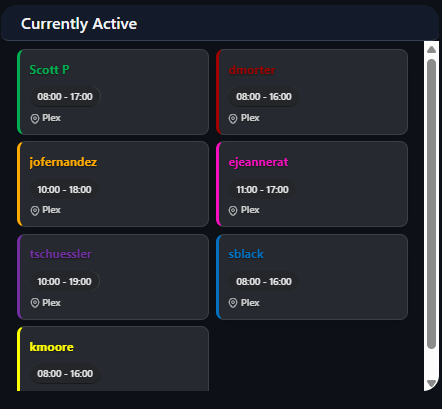 Currently Active
Scott P
08:00 - 17:00
Plex
dmorter
08:00 - 16:00
Plex
jofernandez
10:00 - 18:00
Plex
ejeannerat
11:00 - 17:00
Plex
tschuessler
10:00 - 19:00
Plex
sblack
08:00 - 16:00
Plex
kmoore
08:00 - 16:00